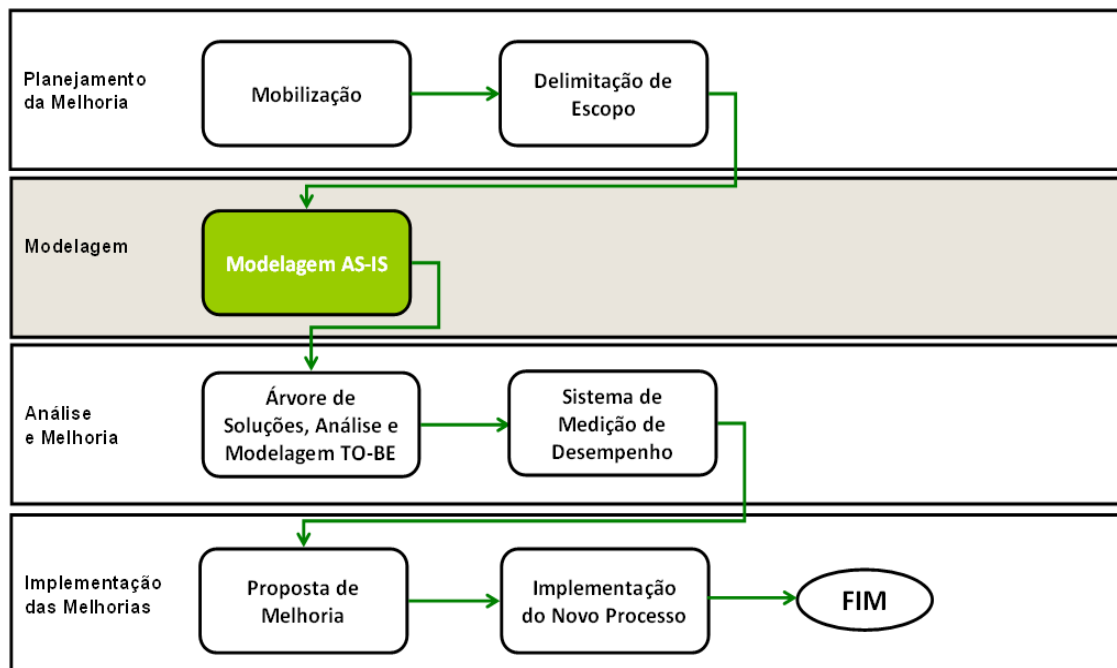 Planejamento
da Melhoria
Mobilização
Delimitação de
Escopo
Modelagem
Modelagem AS-IS
Análise
e Melhoria
Árvore de
Soluções, Análise e
Modelagem TO-BE
Sistema de
Medição de
Desempenho
Implementação
das Melhorias
Proposta de
Melhoria
Implementação
do Novo Processo
FIM